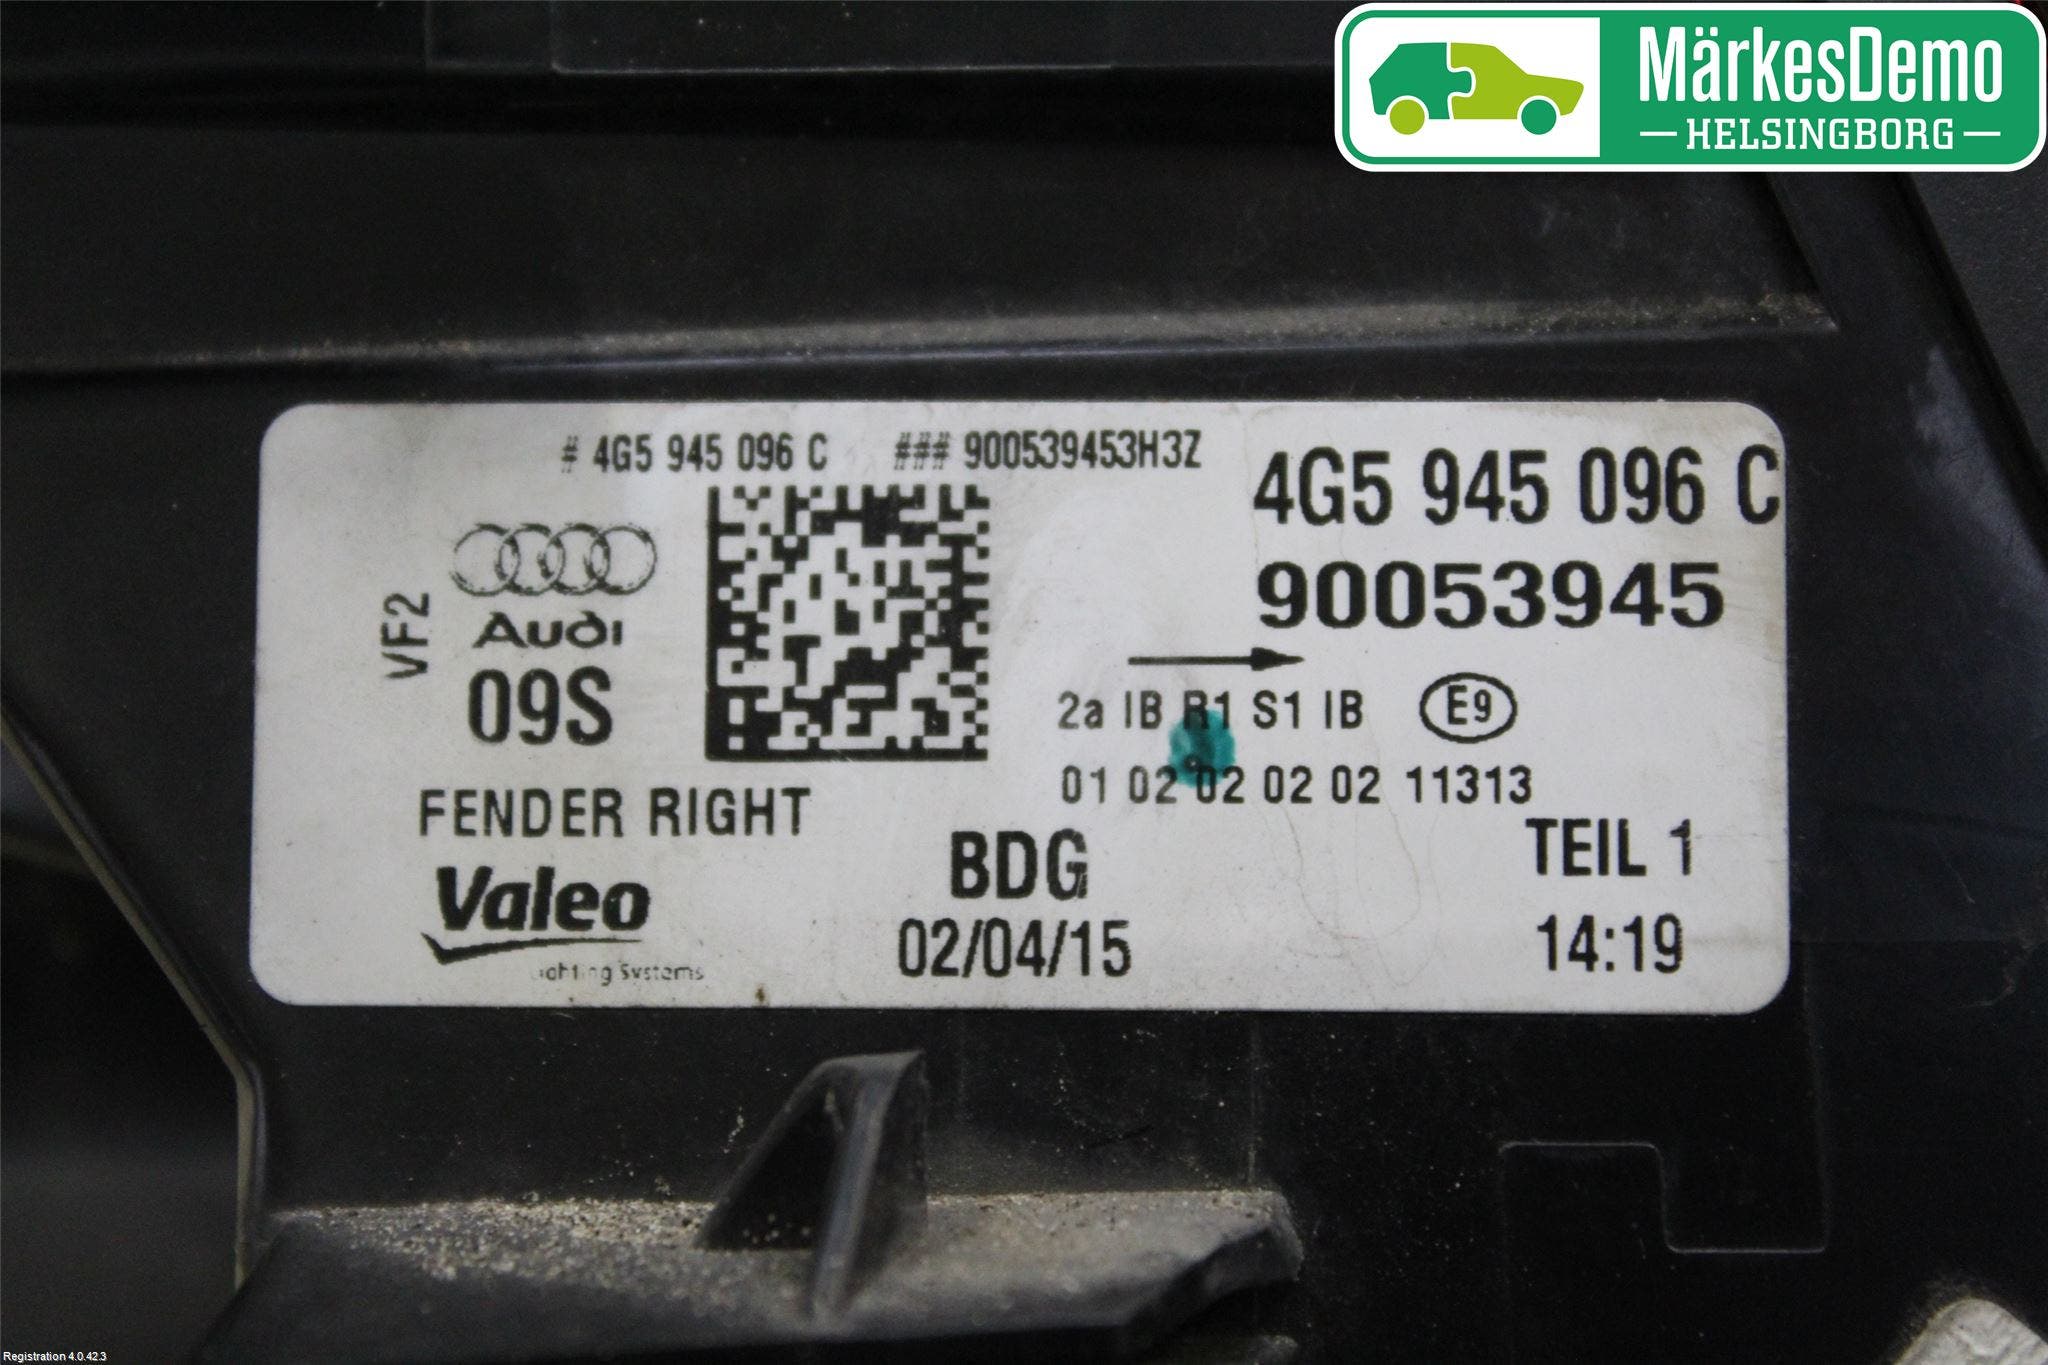 MärkesDemo
HELSINGBORG
# 4G5 945 096 C ### 900539453H3Z
4G5 945 096 C
90053945
VF2
Audi
09S
2a IB R1 S1 IB E9
01 02 02 02 02 11313
FENDER RIGHT
Valeo
Lighting Systems
BDG
TEIL 1
02/04/15
14:19
Registration 4.0.42.3